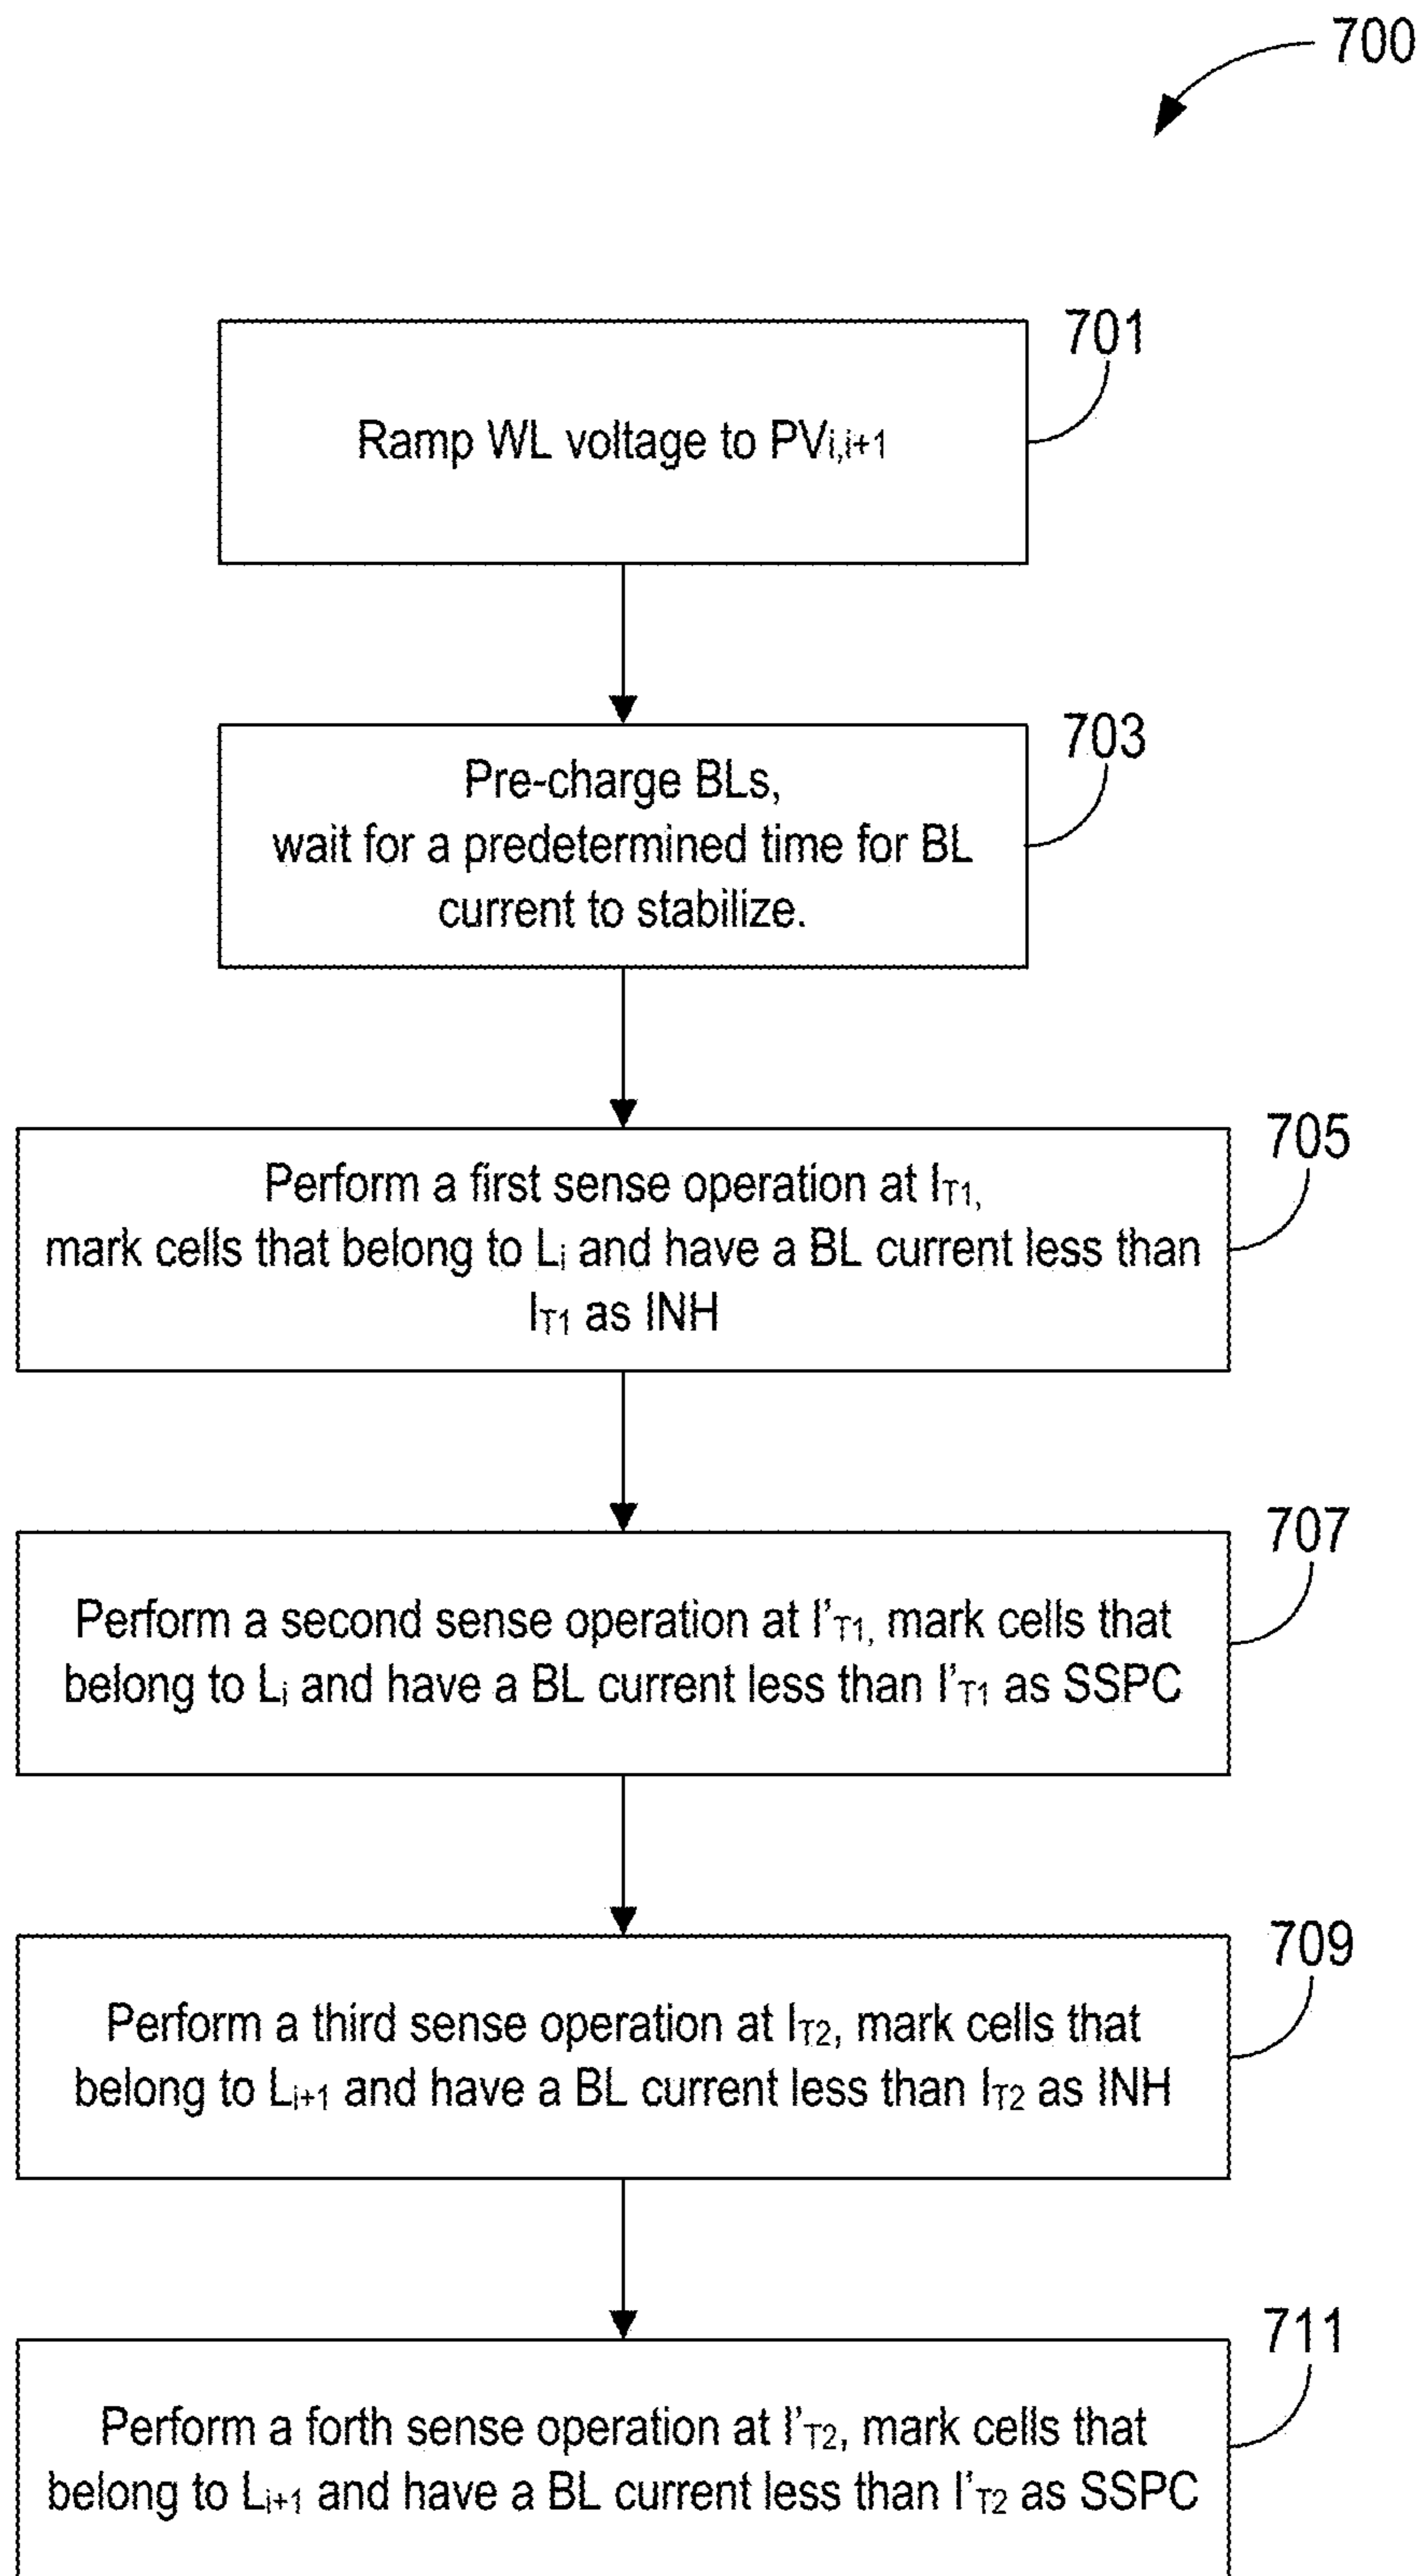 700
701
Ramp WL voltage to PVi,i+1
703
Pre-charge BLs,
wait for a predetermined time for BL
current to stabilize.
705
Perform a first sense operation at IT1,
mark cells that belong to Li and have a BL current less than
IT1 as INH
707
Perform a second sense operation at I'T1, mark cells that
belong to Li and have a BL current less than I'T1 as SSPC
709
Perform a third sense operation at IT2, mark cells that
belong to Li+1 and have a BL current less than IT2 as INH
711
Perform a forth sense operation at I'T2, mark cells that
belong to Li+1 and have a BL current less than I'T2 as SSPC